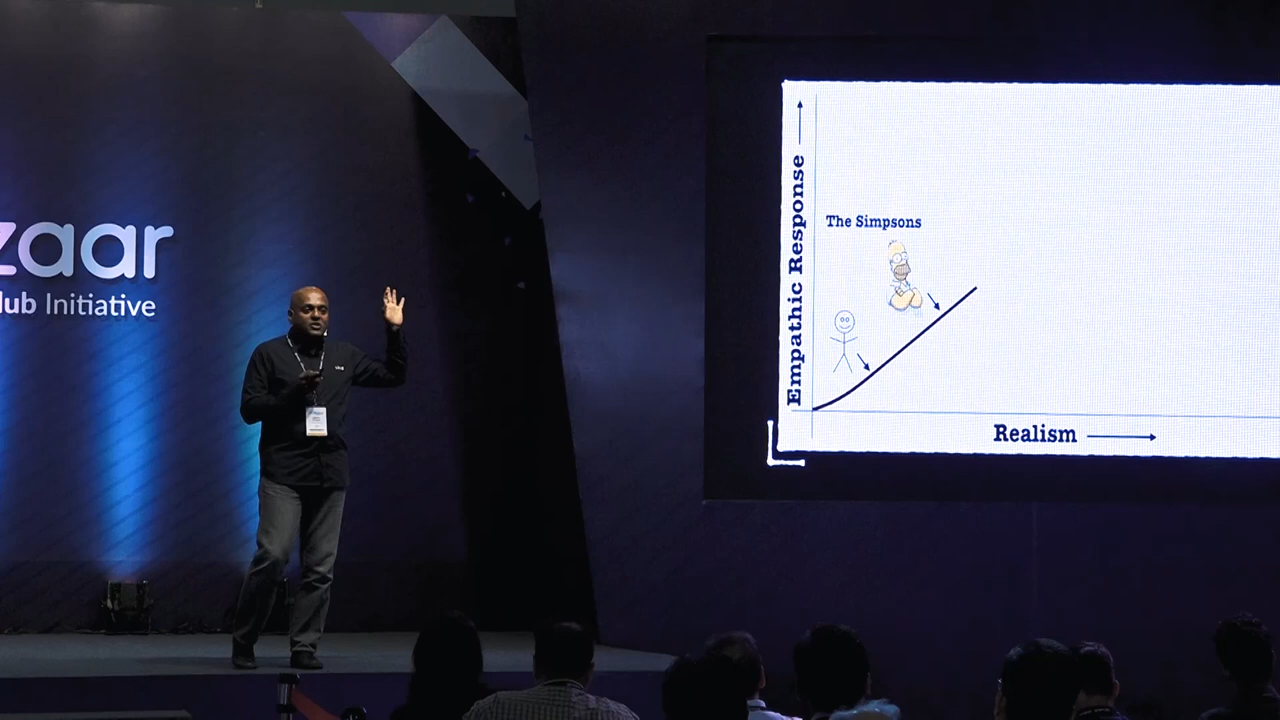 zaar
lub Initiative
The Simpsons
Empathic Response
Realism